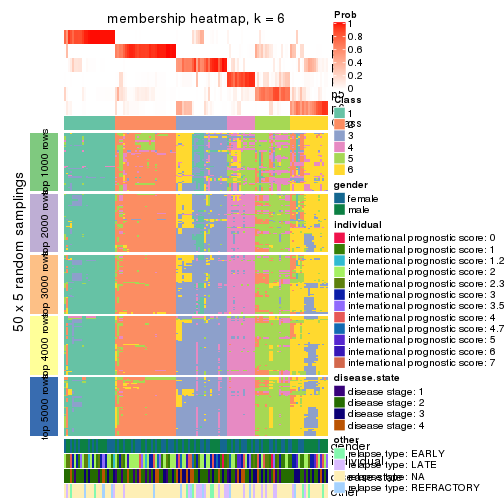 membership heatmap, k = 6
Prob
1
0.8
0.6
0.4
0.2
0
Class
1
2
3
4
5
6
gender
female
male
individual
international prognostic score: 0
international prognostic score: 1
international prognostic score: 1.2
international prognostic score: 2
international prognostic score: 2.3
international prognostic score: 3
international prognostic score: 3.5
international prognostic score: 4
international prognostic score: 4.7
international prognostic score: 5
international prognostic score: 6
international prognostic score: 7
disease.state
disease stage: 1
disease stage: 2
disease stage: 3
disease stage: 4
other
relapse type: EARLY
relapse type: LATE
relapse type: NA
relapse type: REFRACTORY
50 x 5 random samplings
top 1000 rows
top 2000 rows
top 3000 rows
top 4000 rows
top 5000 rows
gender
individual
disease.state
other